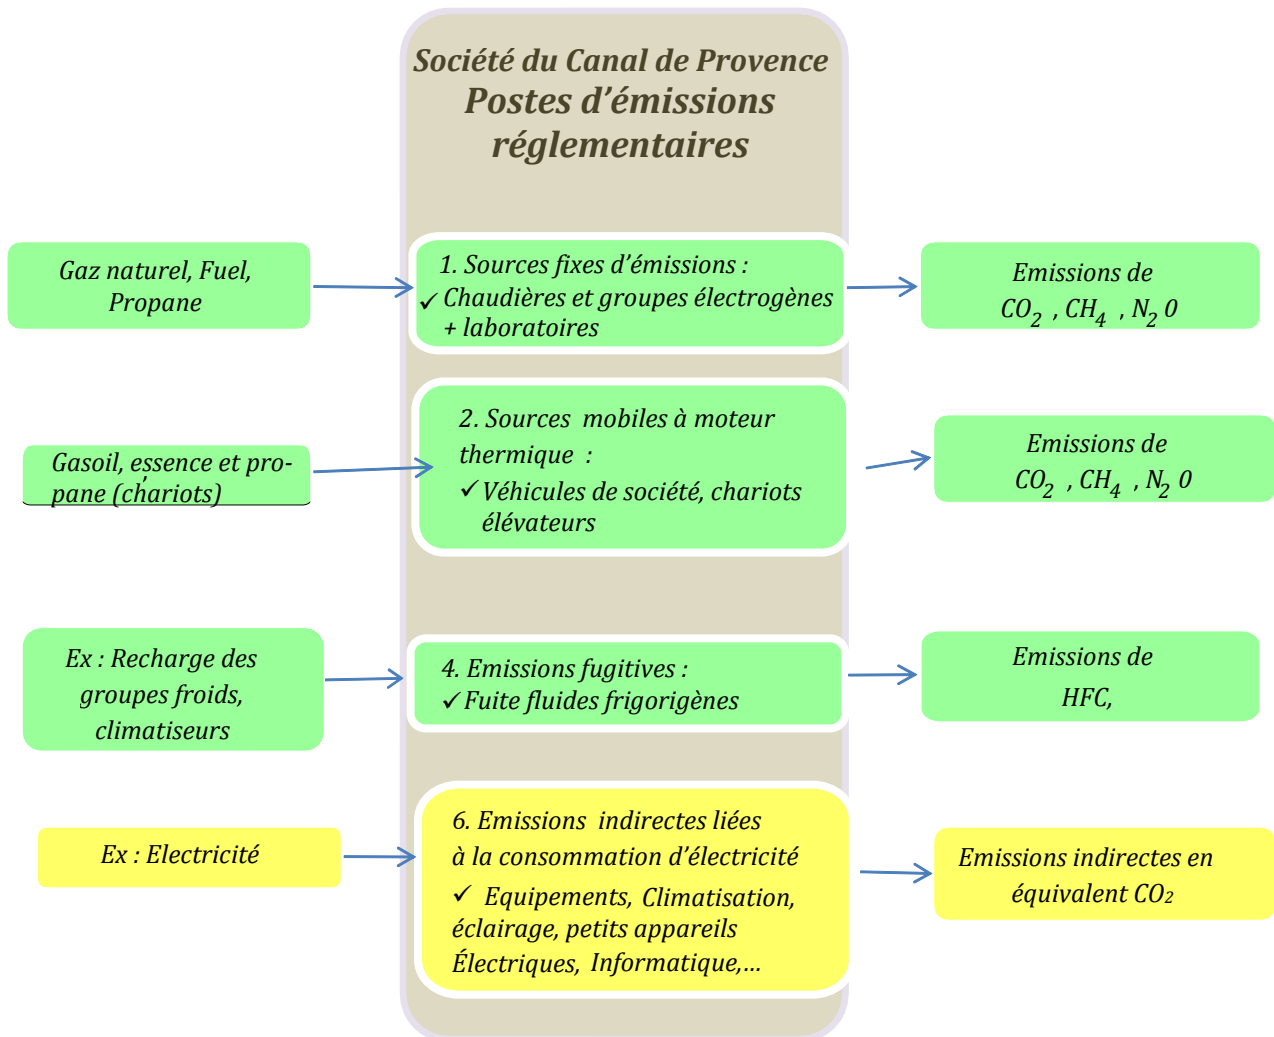 Société du Canal de Provence
Postes d’émissions
réglementaires
Gaz naturel, Fuel,
Propane
1. Sources fixes d’émissions :
✓ Chaudières et groupes électrogènes
+ laboratoires
Emissions de
CO2 , CH4 , N2 0
Gasoil, essence et pro-
pane (chariots)
2. Sources mobiles à moteur
thermique :
✓ Véhicules de société, chariots
élévateurs
Emissions de
CO2 , CH4 , N2 0
Ex : Recharge des
groupes froids,
climatiseurs
4. Emissions fugitives :
✓ Fuite fluides frigorigènes
Emissions de
HFC,
Ex : Electricité
6. Emissions indirectes liées
à la consommation d’électricité
✓ Equipements, Climatisation,
éclairage, petits appareils
Électriques, Informatique,...
Emissions indirectes en
équivalent CO2